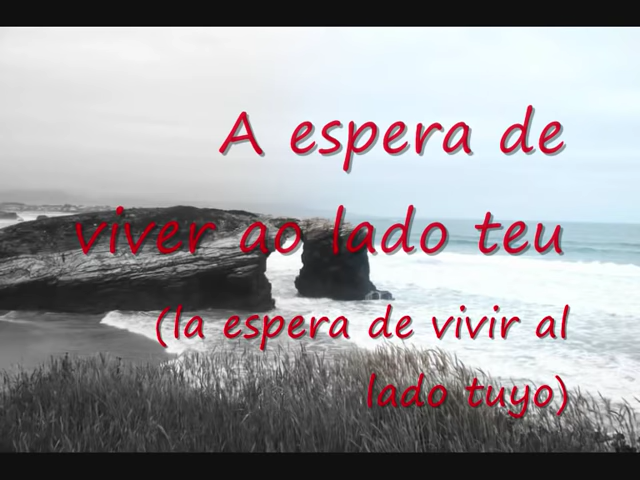 A espera de
viver ao lado teu
(la espera de vivir al
lado tuyo)